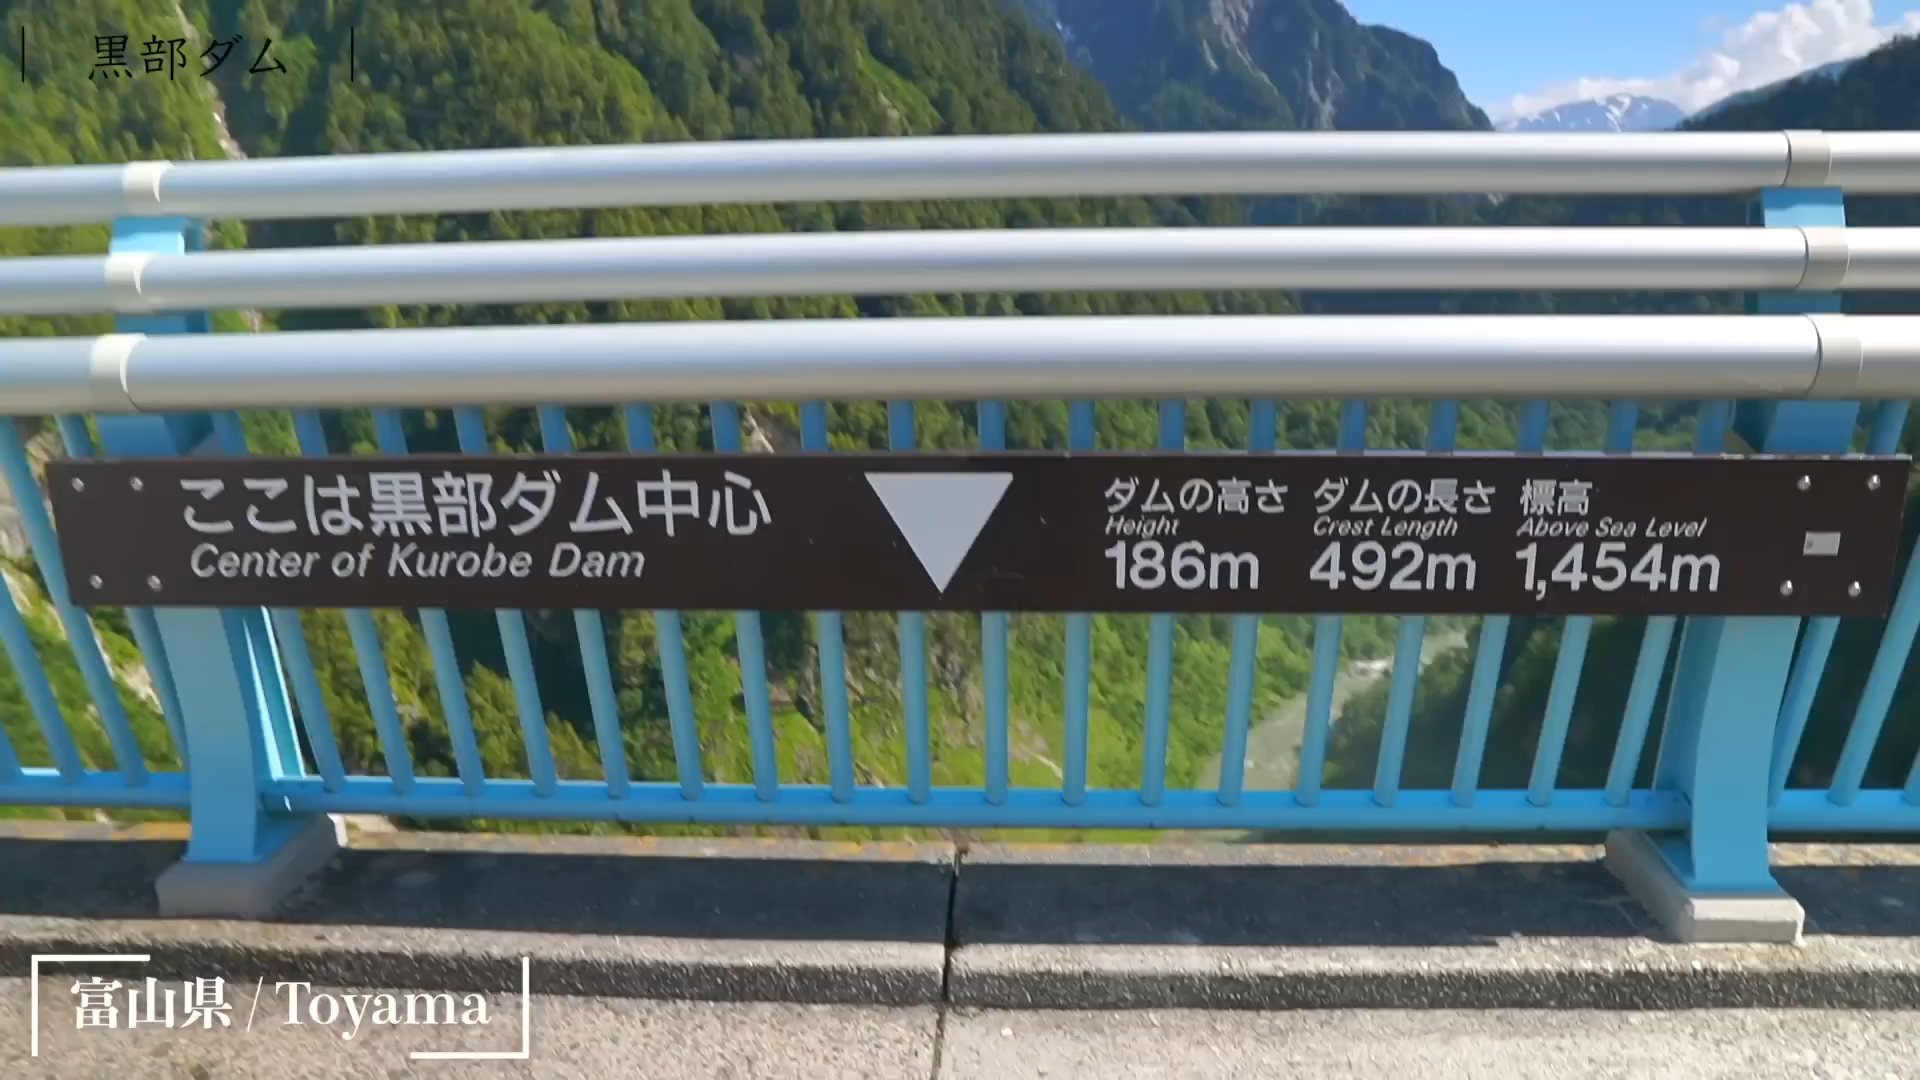 黒部ダム
ここは黒部ダム中心
Center of Kurobe Dam
ダムの高さ
Height
186m
ダムの長さ
Crest Length
492m
標高
Above Sea Level
1,454m
富山県 / Toyama